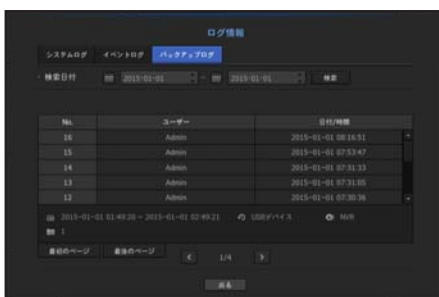 ログ情報
システムログ イベントログ バックアップログ
検索日付 2015-01-01 ~ 2015-01-01 検索
No. ユーザー 日付/時間
16 Admin 2015-01-01 08:16:51
15 Admin 2015-01-01 07:53:47
14 Admin 2015-01-01 07:31:33
13 Admin 2015-01-01 07:31:05
12 Admin 2015-01-01 07:30:36
2015-01-01 01:49:20 ~ 2015-01-01 02:49:21 USBデバイス NVR
1
最初のページ 最後のページ 1/4
戻る